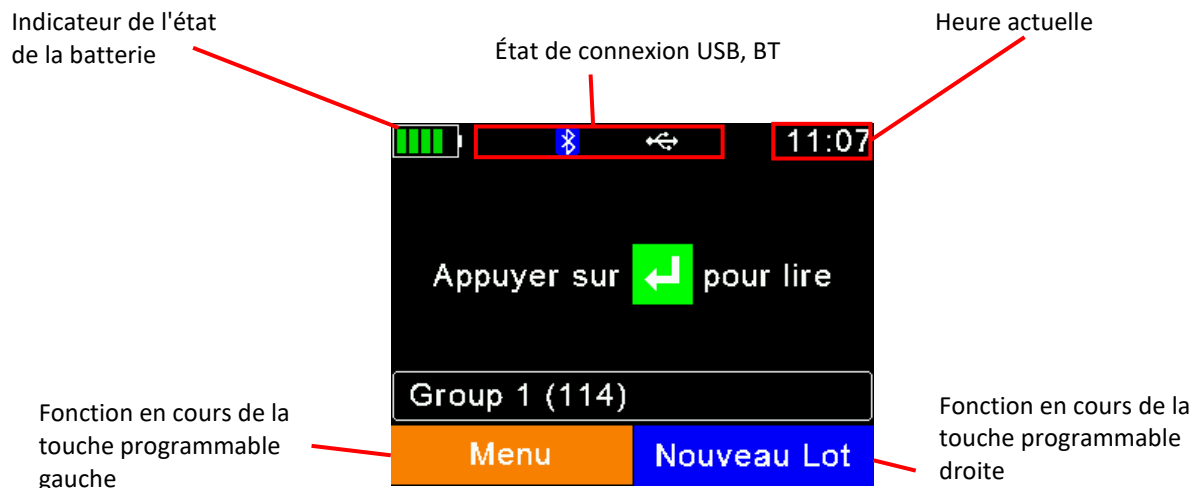 Indicateur de l'état
de la batterie
État de connexion USB, BT
Heure actuelle
11:07
Appuyer sur pour lire
Group 1 (114)
Menu
Nouveau Lot
Fonction en cours de la
touche programmable
gauche
Fonction en cours de la
touche programmable
droite